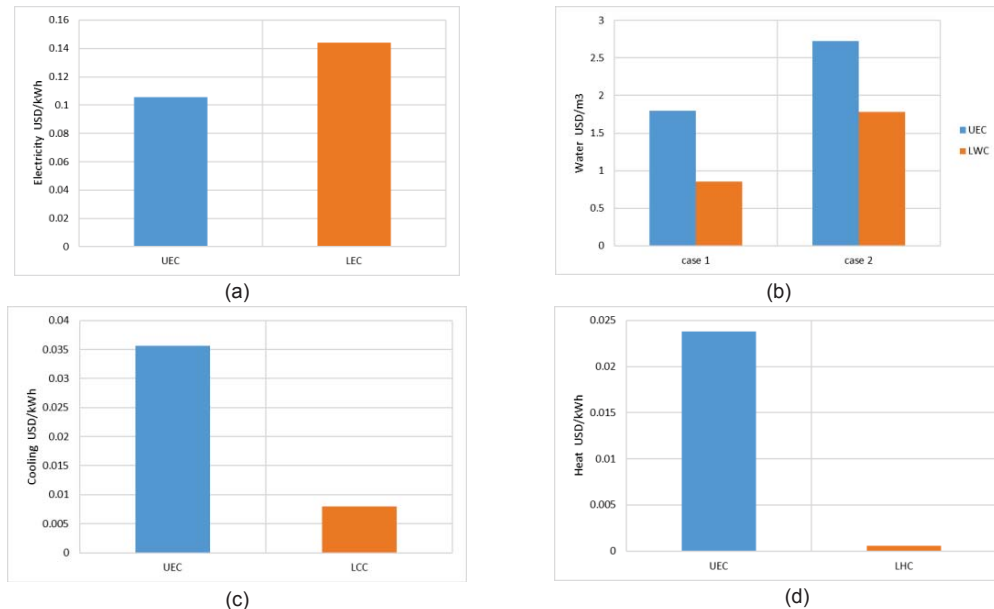 0.16
0.14
0.12
0.1
0.08
0.06
0.04
0.02
0
Electricity USD/kWh
UEC
LEC
(a)
3
2.5
2
1.5
1
0.5
0
Water USD/m3
case 1
case 2
UEC
LWC
(b)
0.04
0.035
0.03
0.025
0.02
0.015
0.01
0.005
0
Cooling USD/kWh
UEC
LCC
(c)
0.025
0.02
0.015
0.01
0.005
0
Heat USD/kWh
UEC
LHC
(d)